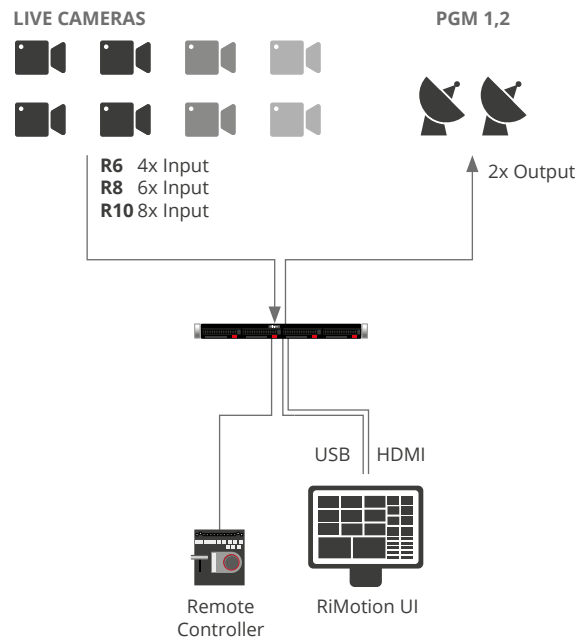 LIVE CAMERAS
PGM 1,2
R6 4x Input
R8 6x Input
R10 8x Input
2x Output
USB
HDMI
Remote
Controller
RiMotion UI